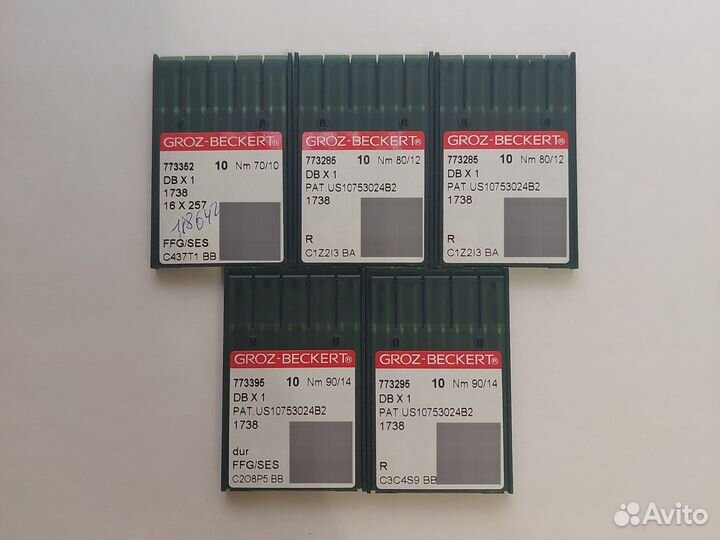 GROZ-BECKERT®
773352 10 Nm 70/10
DB X 1
1738
16 X 257
118642
FFG/SES
C437T1 BB
GROZ-BECKERT®
773285 10 Nm 80/12
DB X 1
PAT.US10753024B2
1738
R
C1Z2I3 BA
GROZ-BECKERT®
773285 10 Nm 80/12
DB X 1
PAT.US10753024B2
1738
R
C1Z2I3 BA
GROZ-BECKERT®
773395 10 Nm 90/14
DB X 1
PAT.US10753024B2
1738
dur
FFG/SES
C2O8P5 BB
GROZ-BECKERT®
773295 10 Nm 90/14
DB X 1
PAT.US10753024B2
1738
R
C3C4S9 BB
Avito